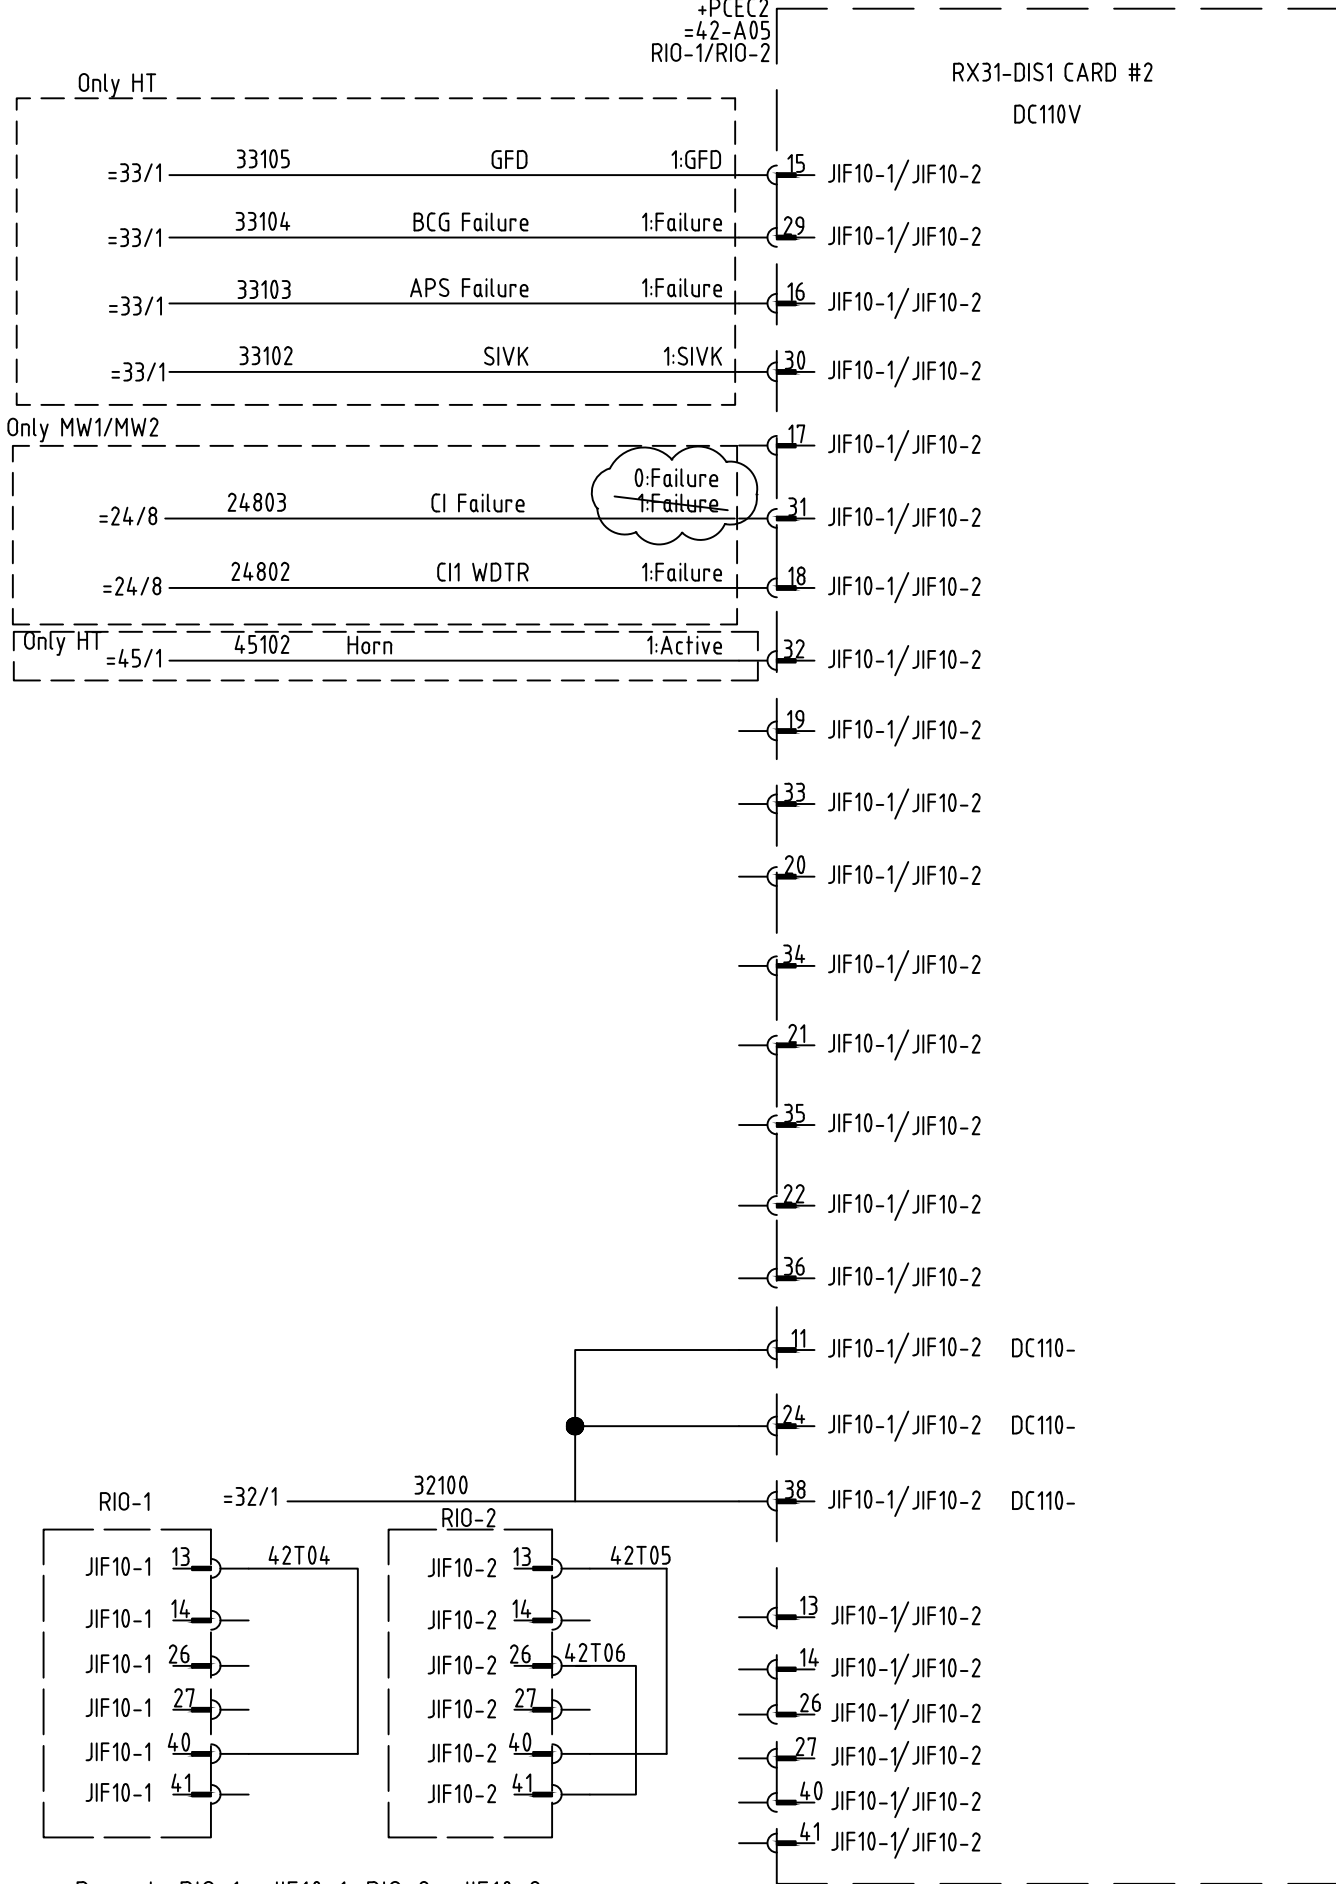 +PCEC2
=42-A05
RIO-1/RIO-2
RX31-DIS1 CARD #2
DC110V
Only HT
=33/1 33105 GFD 1:GFD 15 JIF10-1/JIF10-2
=33/1 33104 BCG Failure 1:Failure 29 JIF10-1/JIF10-2
=33/1 33103 APS Failure 1:Failure 16 JIF10-1/JIF10-2
=33/1 33102 SIVK 1:SIVK 30 JIF10-1/JIF10-2
Only MW1/MW2
17 JIF10-1/JIF10-2
0:Failure
=24/8 24803 CI Failure 1:Failure 31 JIF10-1/JIF10-2
=24/8 24802 CI1 WDTR 1:Failure 18 JIF10-1/JIF10-2
Only HT
=45/1 45102 Horn 1:Active 32 JIF10-1/JIF10-2
19 JIF10-1/JIF10-2
33 JIF10-1/JIF10-2
20 JIF10-1/JIF10-2
34 JIF10-1/JIF10-2
21 JIF10-1/JIF10-2
35 JIF10-1/JIF10-2
22 JIF10-1/JIF10-2
36 JIF10-1/JIF10-2
11 JIF10-1/JIF10-2 DC110-
24 JIF10-1/JIF10-2 DC110-
=32/1 32100 38 JIF10-1/JIF10-2 DC110-
RIO-1
JIF10-1 13 42T04
JIF10-1 14
JIF10-1 26
JIF10-1 27
JIF10-1 40
JIF10-1 41
RIO-2
JIF10-2 13 42T05
JIF10-2 14
JIF10-2 26 42T06
JIF10-2 27
JIF10-2 40
JIF10-2 41
13 JIF10-1/JIF10-2
14 JIF10-1/JIF10-2
26 JIF10-1/JIF10-2
27 JIF10-1/JIF10-2
40 JIF10-1/JIF10-2
41 JIF10-1/JIF10-2